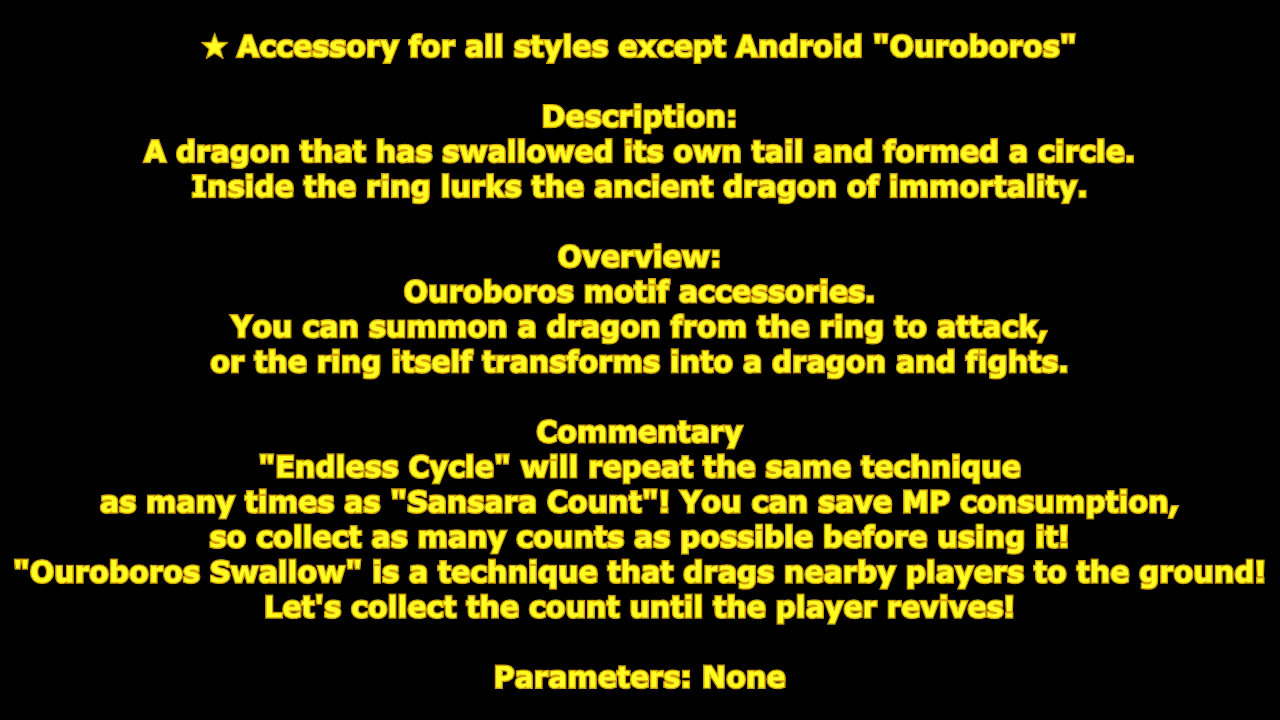 ★ Accessory for all styles except Android "Ouroboros"
Description:
A dragon that has swallowed its own tail and formed a circle.
Inside the ring lurks the ancient dragon of immortality.
Overview:
Ouroboros motif accessories.
You can summon a dragon from the ring to attack,
or the ring itself transforms into a dragon and fights.
Commentary
"Endless Cycle" will repeat the same technique
as many times as "Sansara Count"! You can save MP consumption,
so collect as many counts as possible before using it!
"Ouroboros Swallow" is a technique that drags nearby players to the ground!
Let's collect the count until the player revives!
Parameters: None